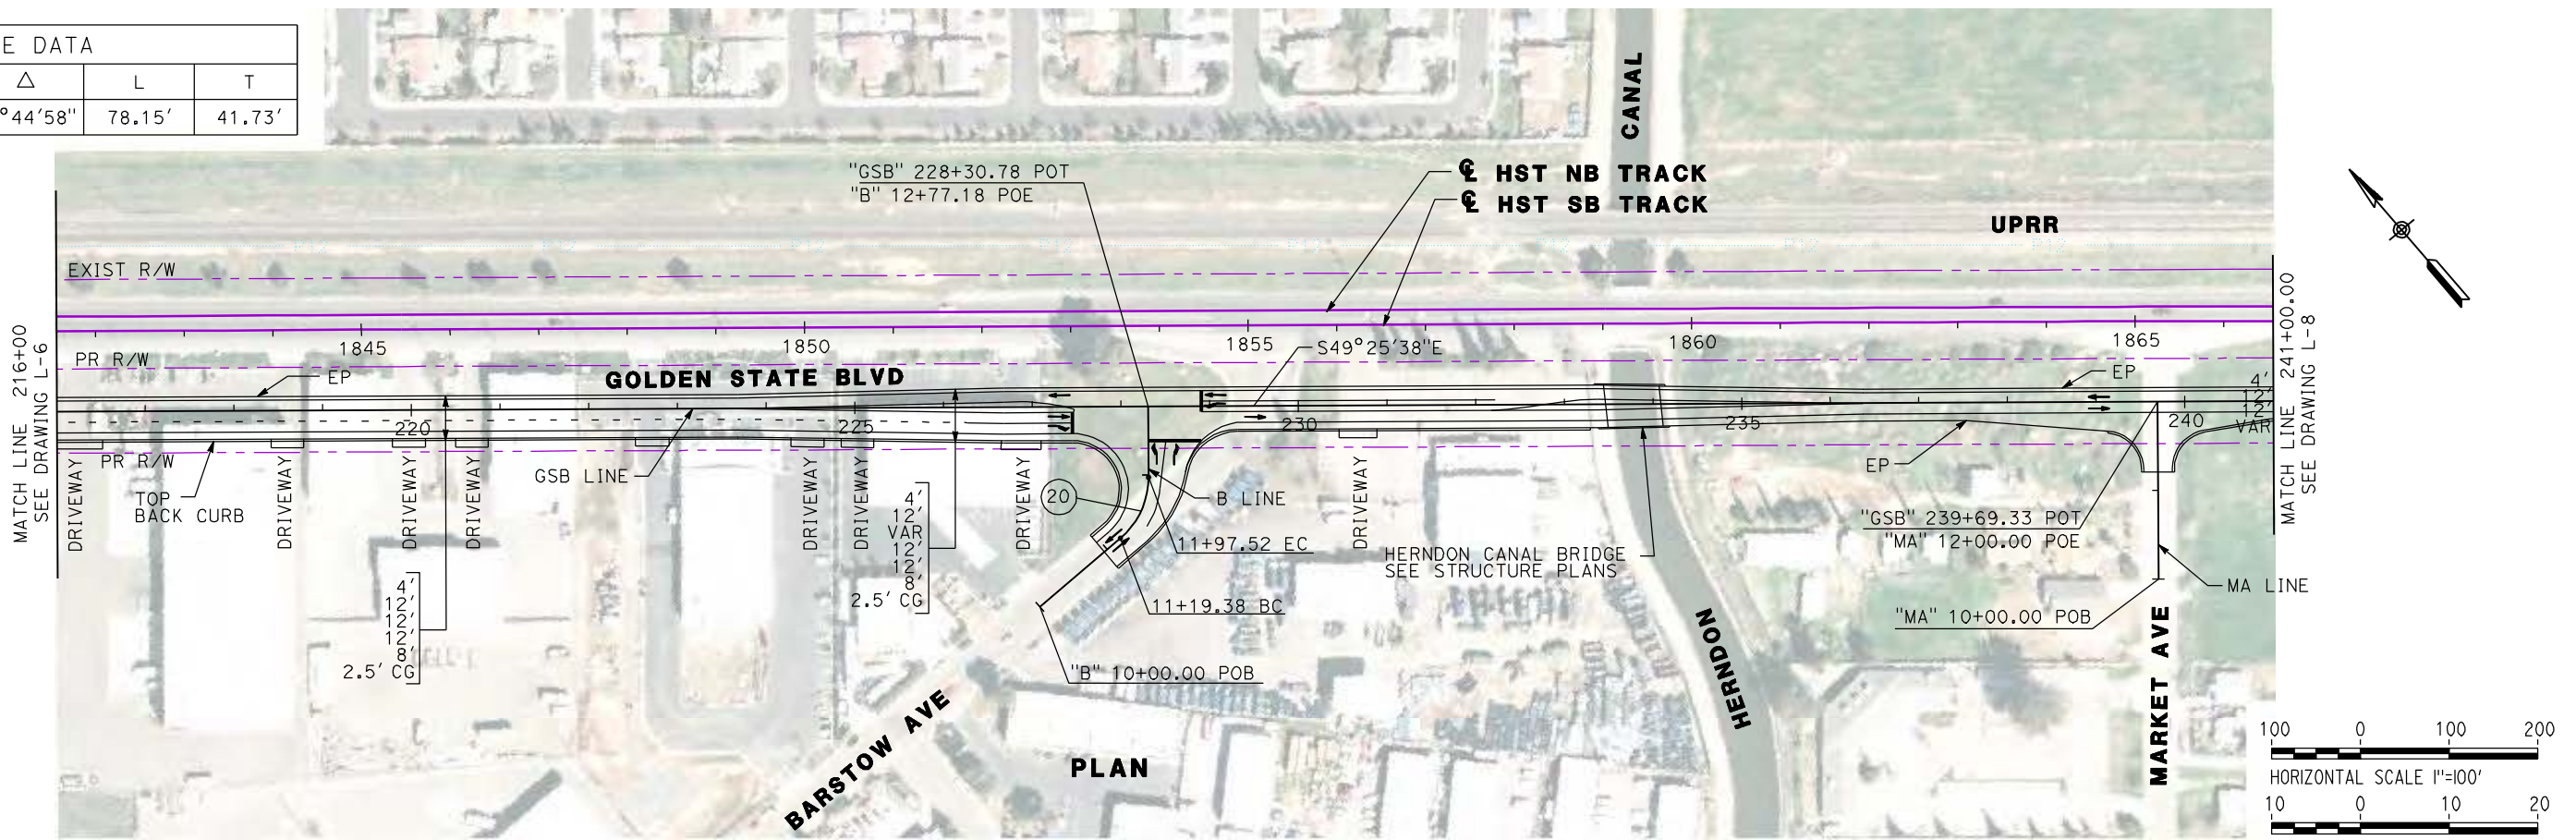 E DATA
△ L T
°44'58" 78.15' 41.73'
CANAL
"GSB" 228+30.78 POT
"B" 12+77.18 POE
℄ HST NB TRACK
℄ HST SB TRACK
UPRR
EXIST R/W
MATCH LINE 216+00
SEE DRAWING L-6
1845
1850
1855
1860
1865
MATCH LINE 241+00.00
SEE DRAWING L-8
PR R/W
EP
GOLDEN STATE BLVD
S49°25'38"E
EP
4'
12'
12'
VAR
220
225
230
235
240
PR R/W
TOP
BACK CURB
GSB LINE
DRIVEWAY
DRIVEWAY
DRIVEWAY
DRIVEWAY
DRIVEWAY
DRIVEWAY
DRIVEWAY
DRIVEWAY
EP
4'
12'
VAR
12'
12'
8'
2.5' CG
20
B LINE
11+97.52 EC
11+19.38 BC
"B" 10+00.00 POB
HERNDON CANAL BRIDGE
SEE STRUCTURE PLANS
"GSB" 239+69.33 POT
"MA" 12+00.00 POE
MA LINE
"MA" 10+00.00 POB
4'
12'
12'
12'
8'
2.5' CG
HERNDON
MARKET AVE
BARSTOW AVE
PLAN
100 0 100 200
HORIZONTAL SCALE 1"=100'
10 0 10 20